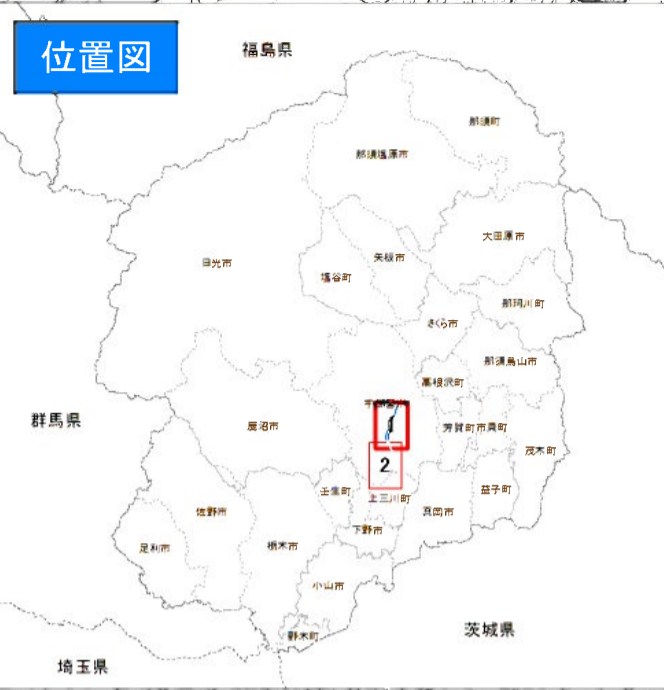 位置図
福島県
那須町
那須塩原市
大田原市
矢板市
日光市
塩谷町
那珂川町
さくら市
那須烏山市
高根沢町
群馬県
鹿沼市
1
芳賀町
市貝町
茂木町
2
壬生町
上三川町
益子町
真岡市
佐野市
下野市
足利市
栃木市
小山市
野木町
茨城県
埼玉県